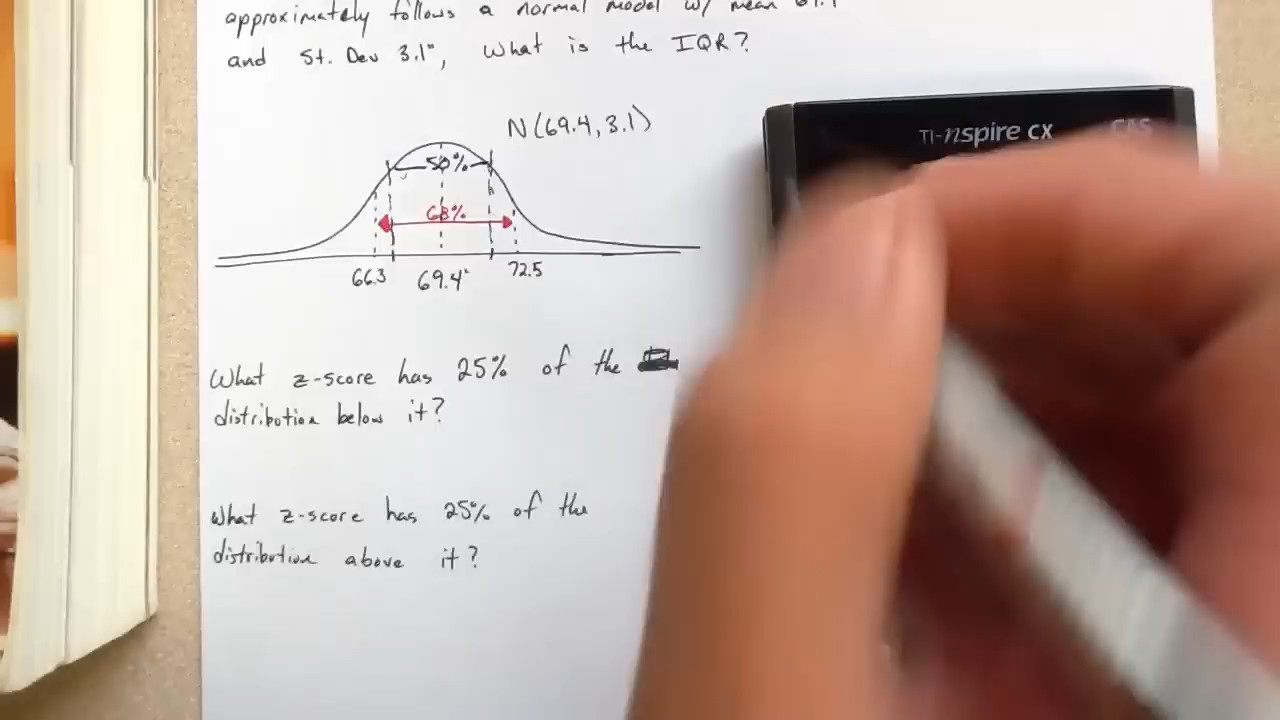 approximately follows a normal model w/ mean
and St. Dev 3.1", What is the IQR?
N(69.4, 3.1)
TI-nspire CX CAS
50%
68%
66.3 69.4" 72.5
What z-score has 25% of the
distribution below it?
What z-score has 25% of the
distribution above it?